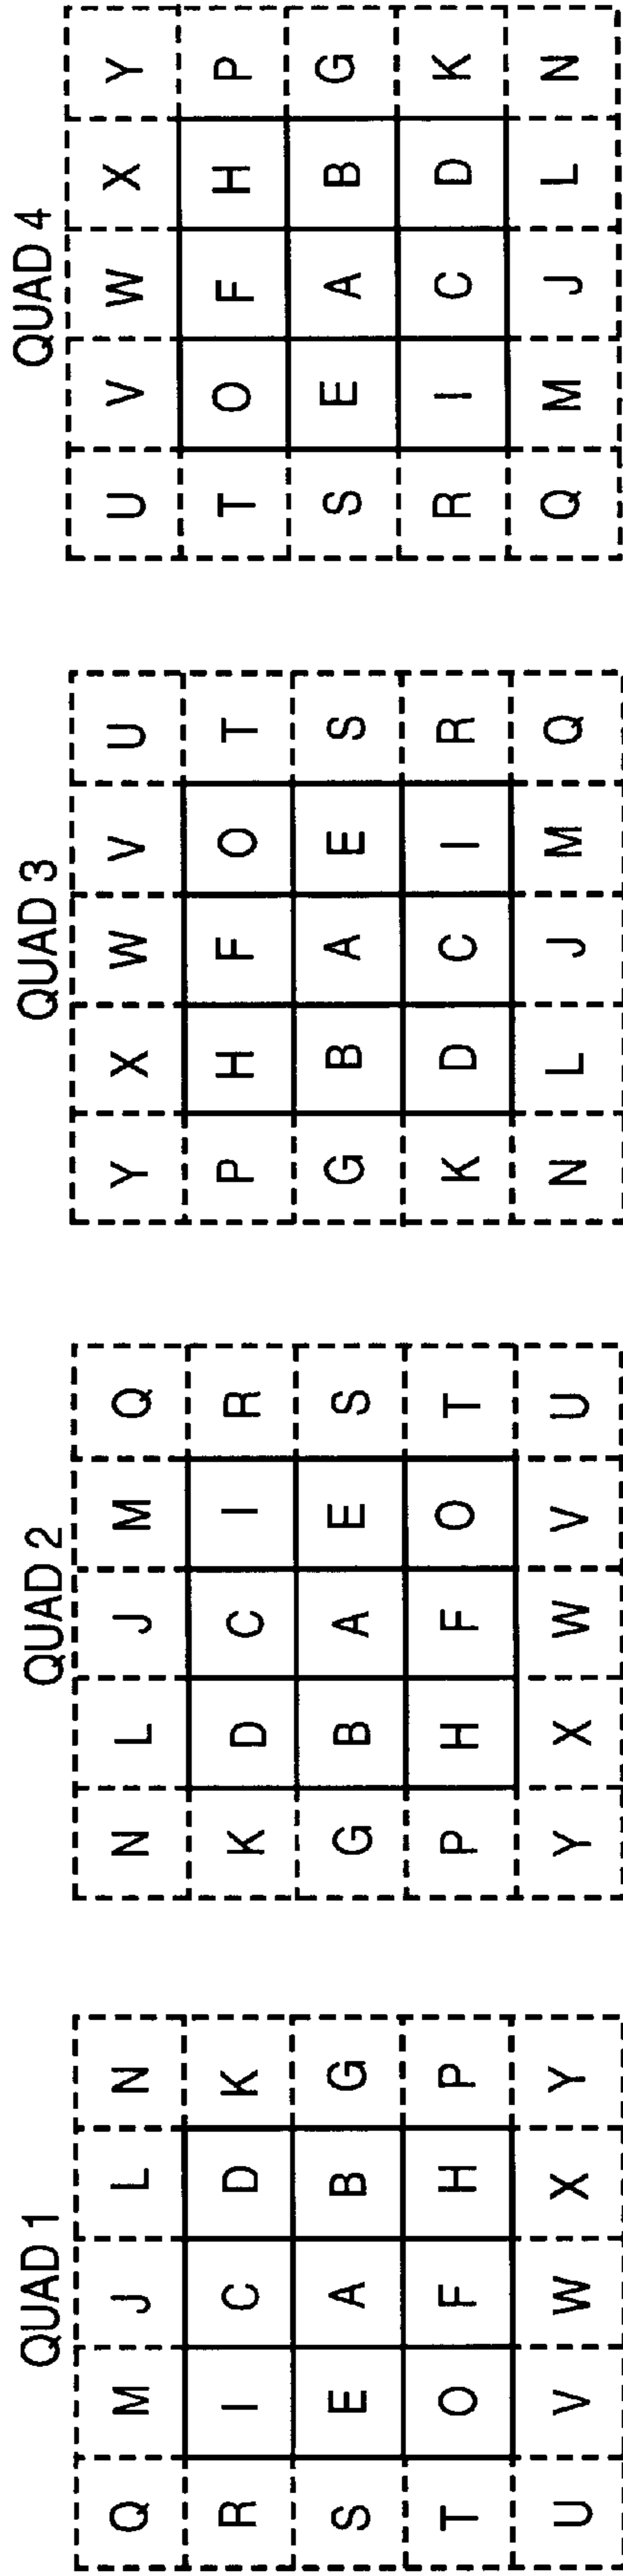 QUAD 1
Q M J L N
R I C D K
S E A B G
T O F H P
U V W X Y
QUAD 2
N L J M Q
K D C I R
G B A E S
P H F O T
Y X W V U
QUAD 3
Y X W V U
P H F O T
G B A E S
K D C I R
N L J M Q
QUAD 4
U V W X Y
T O F H P
S E A B G
R I C D K
Q M J L N